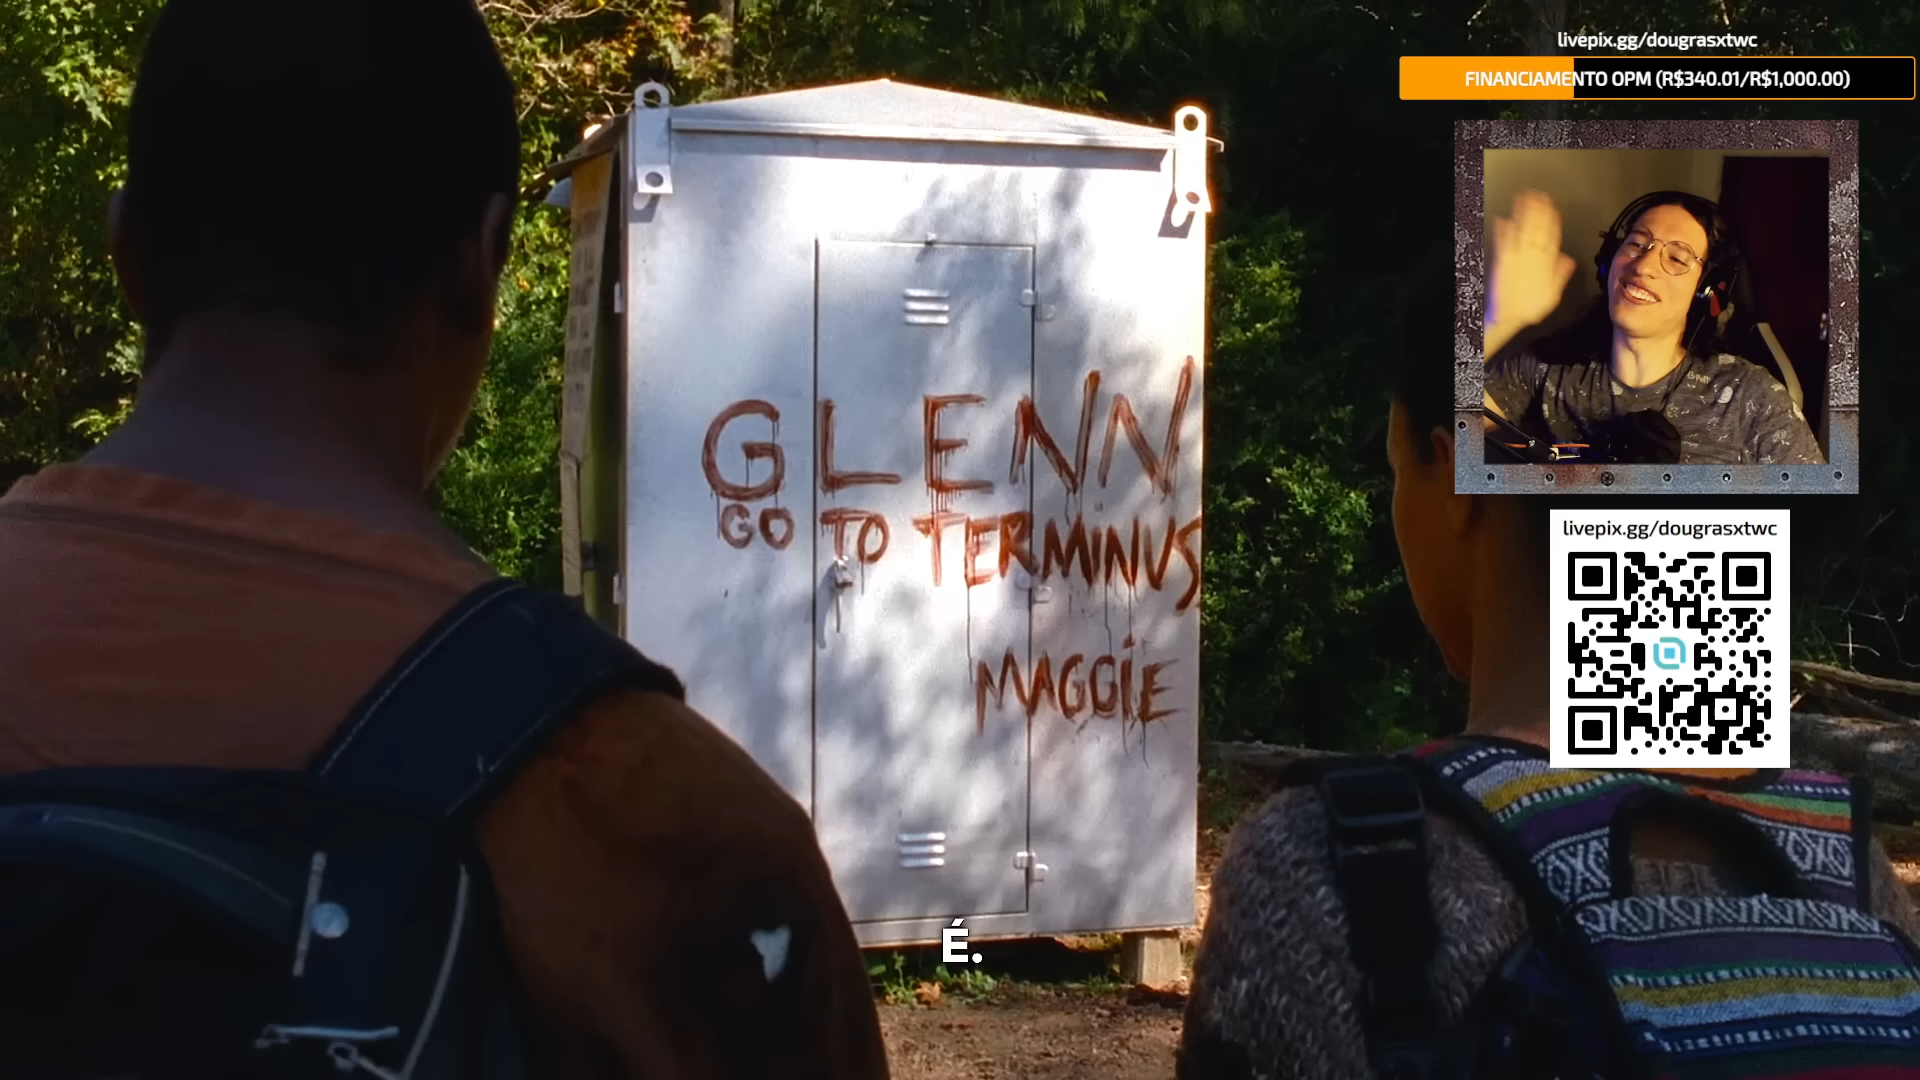 livepix.gg/dougrasxtwc
FINANCIAMENTO OPM (R$340.01/R$1,000.00)
GLENN
GO TO TERMINUS
MAGGIE
livepix.gg/dougrasxtwc
É.